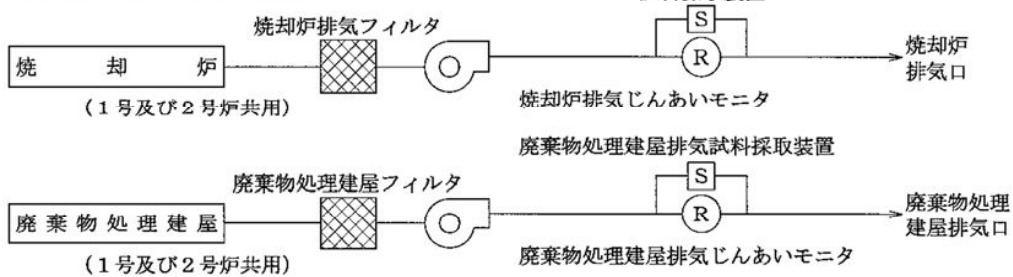 焼却炉排気フィルタ
S
焼却炉
R
焼却炉
排気口
(1号及び2号炉共用)
焼却炉排気じんあいモニタ
廃棄物処理建屋排気試料採取装置
廃棄物処理建屋フィルタ
S
廃棄物処理建屋
R
廃棄物処理
建屋排気口
(1号及び2号炉共用)
廃棄物処理建屋排気じんあいモニタ